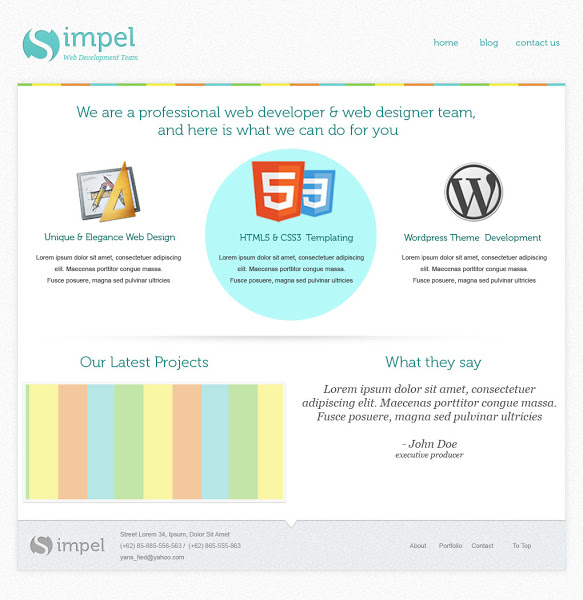 Simpel
Web Development Team
home blog contact us
We are a professional web developer & web designer team,
and here is what we can do for you
5 3
Unique & Elegance Web Design
Lorem ipsum dolor sit amet, consectetuer adipiscing
elit. Maecenas porttitor congue massa.
Fusce posuere, magna sed pulvinar ultricies
HTML5 & CSS3 Templating
Lorem ipsum dolor sit amet, consectetuer adipiscing
elit. Maecenas porttitor congue massa.
Fusce posuere, magna sed pulvinar ultricies
W
Wordpress Theme Development
Lorem ipsum dolor sit amet, consectetuer adipiscing
elit. Maecenas porttitor congue massa.
Fusce posuere, magna sed pulvinar ultricies
Our Latest Projects
What they say
Lorem ipsum dolor sit amet, consectetuer
adipiscing elit. Maecenas porttitor congue massa.
Fusce posuere, magna sed pulvinar ultricies
- John Doe
executive producer
Simpel
Street Lorem 34, Ipsum, Dolor Sit Amet
(+62) 85-885-556-563 / (+62) 865-555-863
yana_fied@yahoo.com
About Portfolio Contact To Top